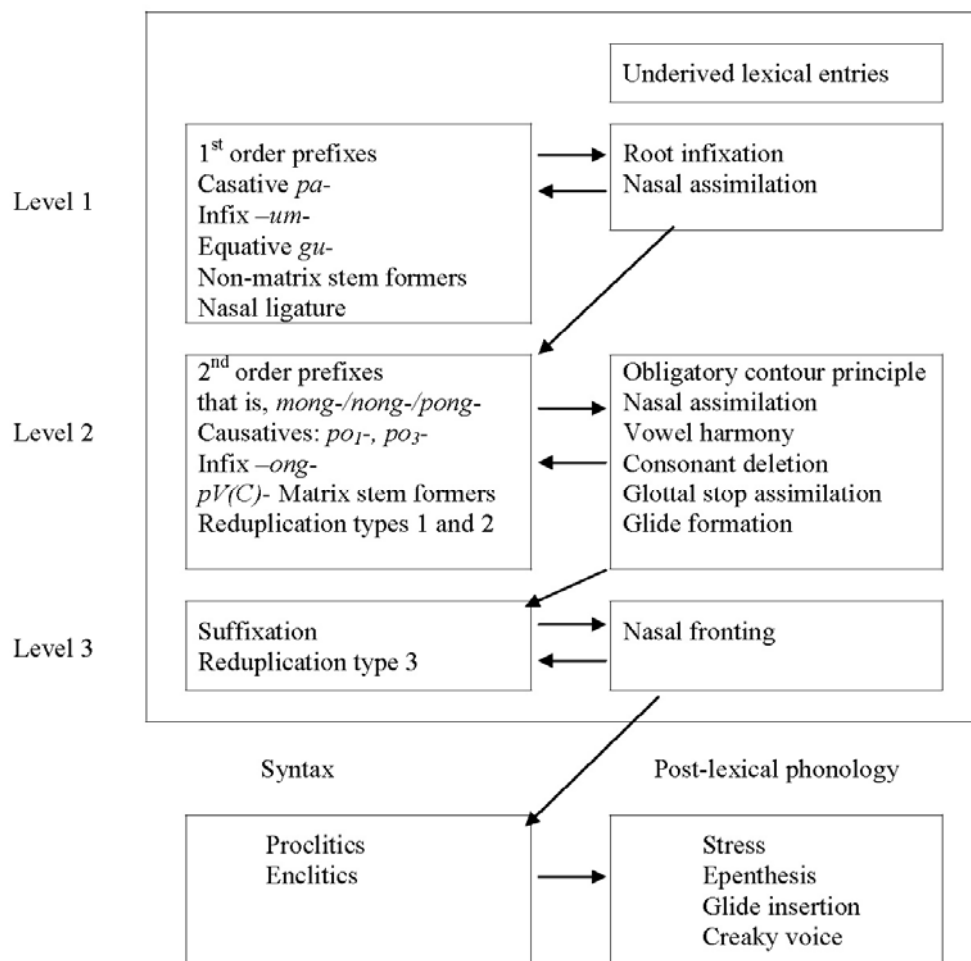 Underived lexical entries
Level 1
1st order prefixes
Casative pa-
Infix –um-
Equative gu-
Non-matrix stem formers
Nasal ligature
Root infixation
Nasal assimilation
Level 2
2nd order prefixes
that is, mong-/nong-/pong-
Causatives: po1-, po3-
Infix –ong-
pV(C)- Matrix stem formers
Reduplication types 1 and 2
Obligatory contour principle
Nasal assimilation
Vowel harmony
Consonant deletion
Glottal stop assimilation
Glide formation
Level 3
Suffixation
Reduplication type 3
Nasal fronting
Syntax
Post-lexical phonology
Proclitics
Enclitics
Stress
Epenthesis
Glide insertion
Creaky voice